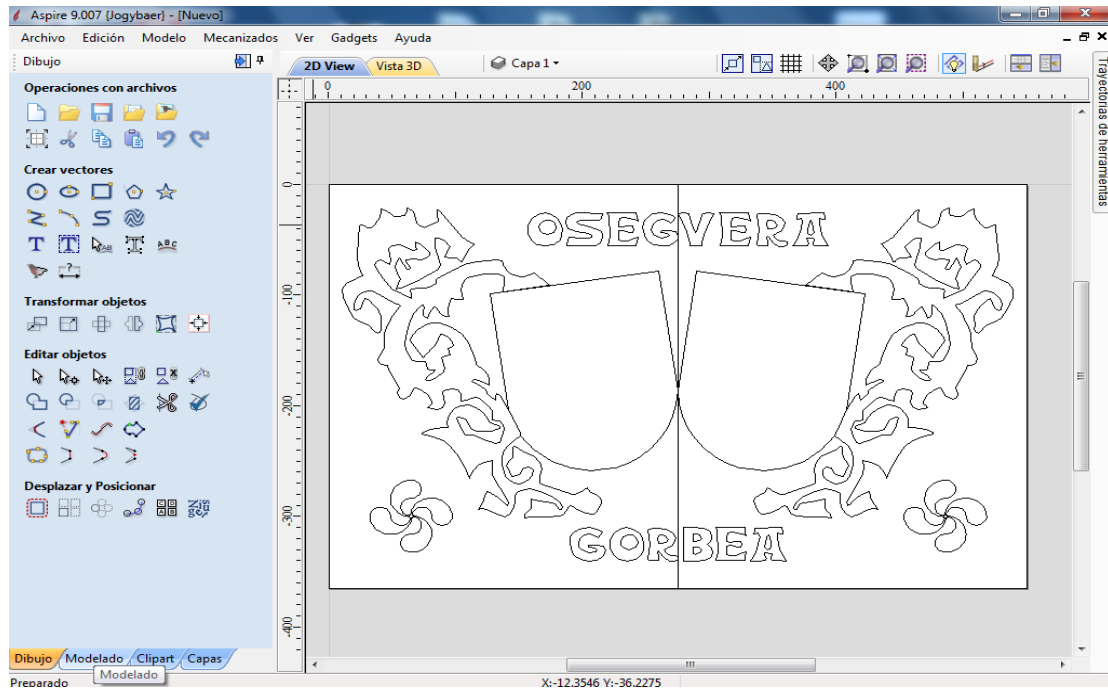 Aspire 9.007 {Jogybaer} - [Nuevo]
Archivo Edición Modelo Mecanizados Ver Gadgets Ayuda
Dibujo
2D View Vista 3D Capa 1
Trayectorias de herramientas
Operaciones con archivos
Crear vectores
Transformar objetos
Editar objetos
Desplazar y Posicionar
0 200 400
0
-100
-200
-300
-400
OSEGVERA
GORBEA
Dibujo Modelado Clipart Capas
Modelado
Preparado X:-12.3546 Y:-36.2275